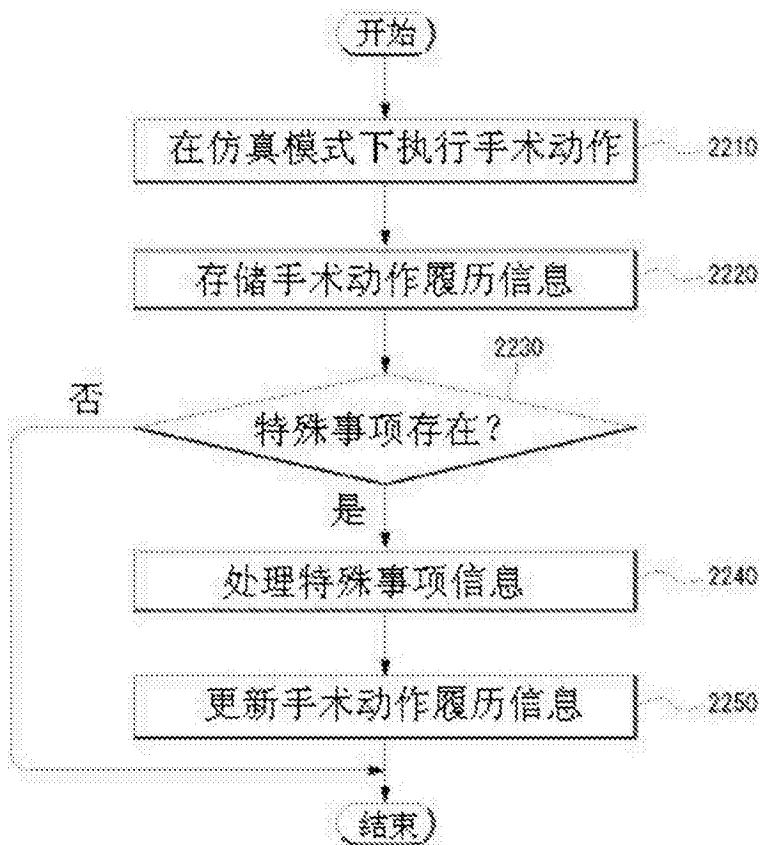 开始
在仿真模式下执行手术动作
2210
存储手术动作履历信息
2220
2230
否
特殊事项存在?
是
处理特殊事项信息
2240
更新手术动作履历信息
2250
结束